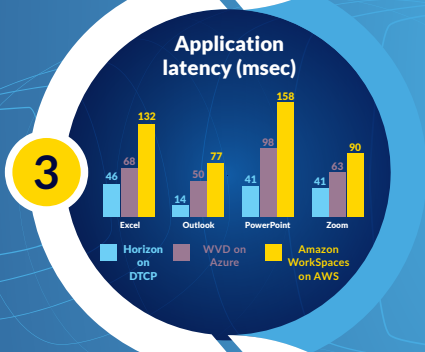 Application
latency (msec)
3
132
68
46
Excel
77
50
14
Outlook
158
98
41
PowerPoint
90
63
41
Zoom
Horizon
on
DTCP
WVD on
Azure
Amazon
WorkSpaces
on AWS